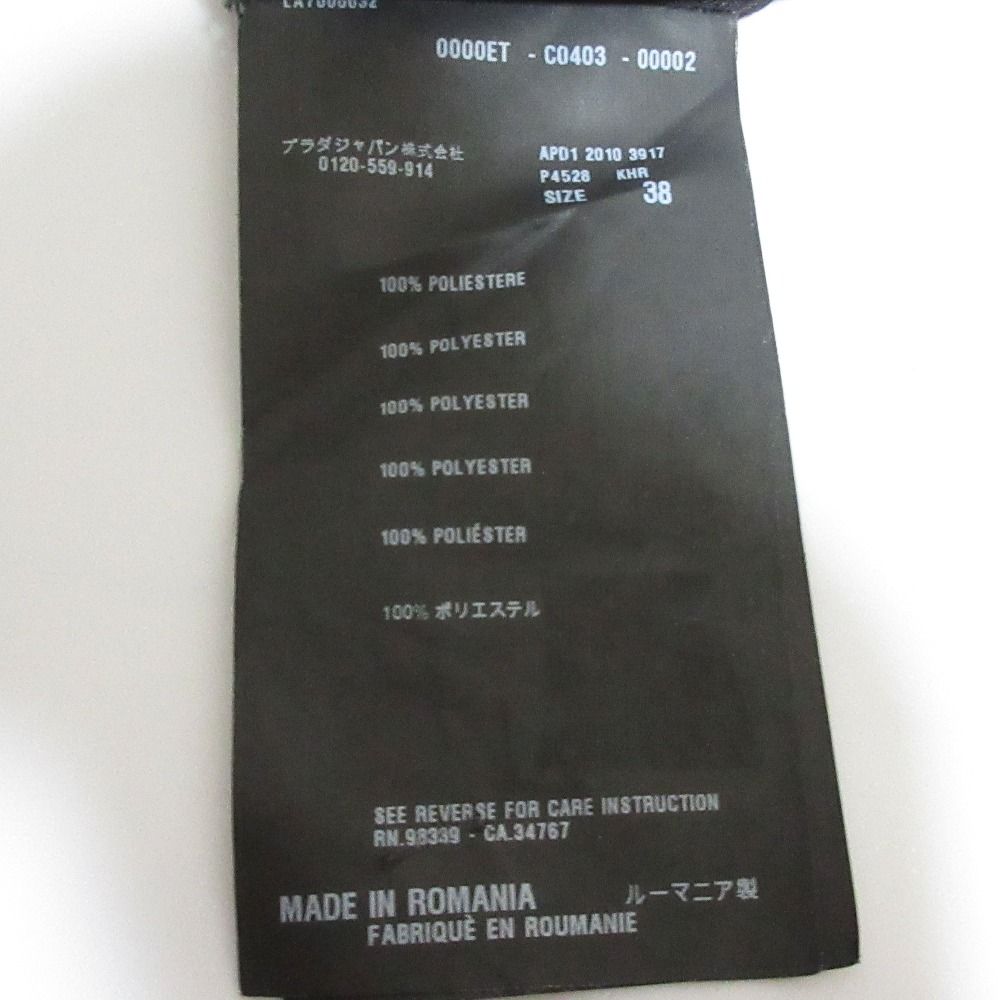 0000ET - C0403 - 00002
プラダジャパン株式会社
0120-559-914
APD1 2010 3917
P4528 KHR
SIZE 38
100% POLIESTERE
100% POLYESTER
100% POLYESTER
100% POLYESTER
100% POLIÉSTER
100% ポリエステル
SEE REVERSE FOR CARE INSTRUCTION
RN.98339 - CA.34767
MADE IN ROMANIA ルーマニア製
FABRIQUÈ EN ROUMANIE